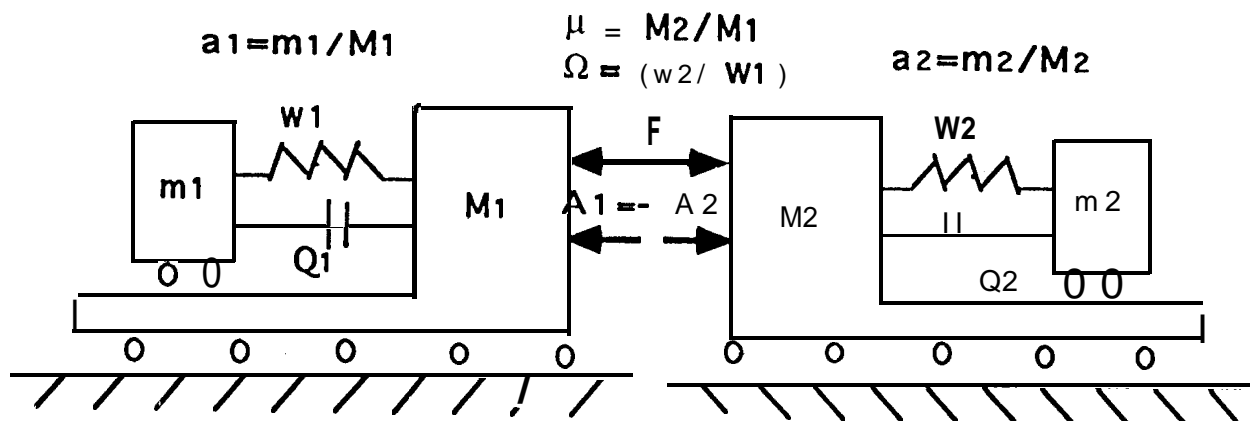 a1=m1/M1
μ = M2/M1
Ω = (w2/ W1)
a2=m2/M2
w1
F
W2
m1
M1
A1 =- A2
M2
m2
Q1
Q2